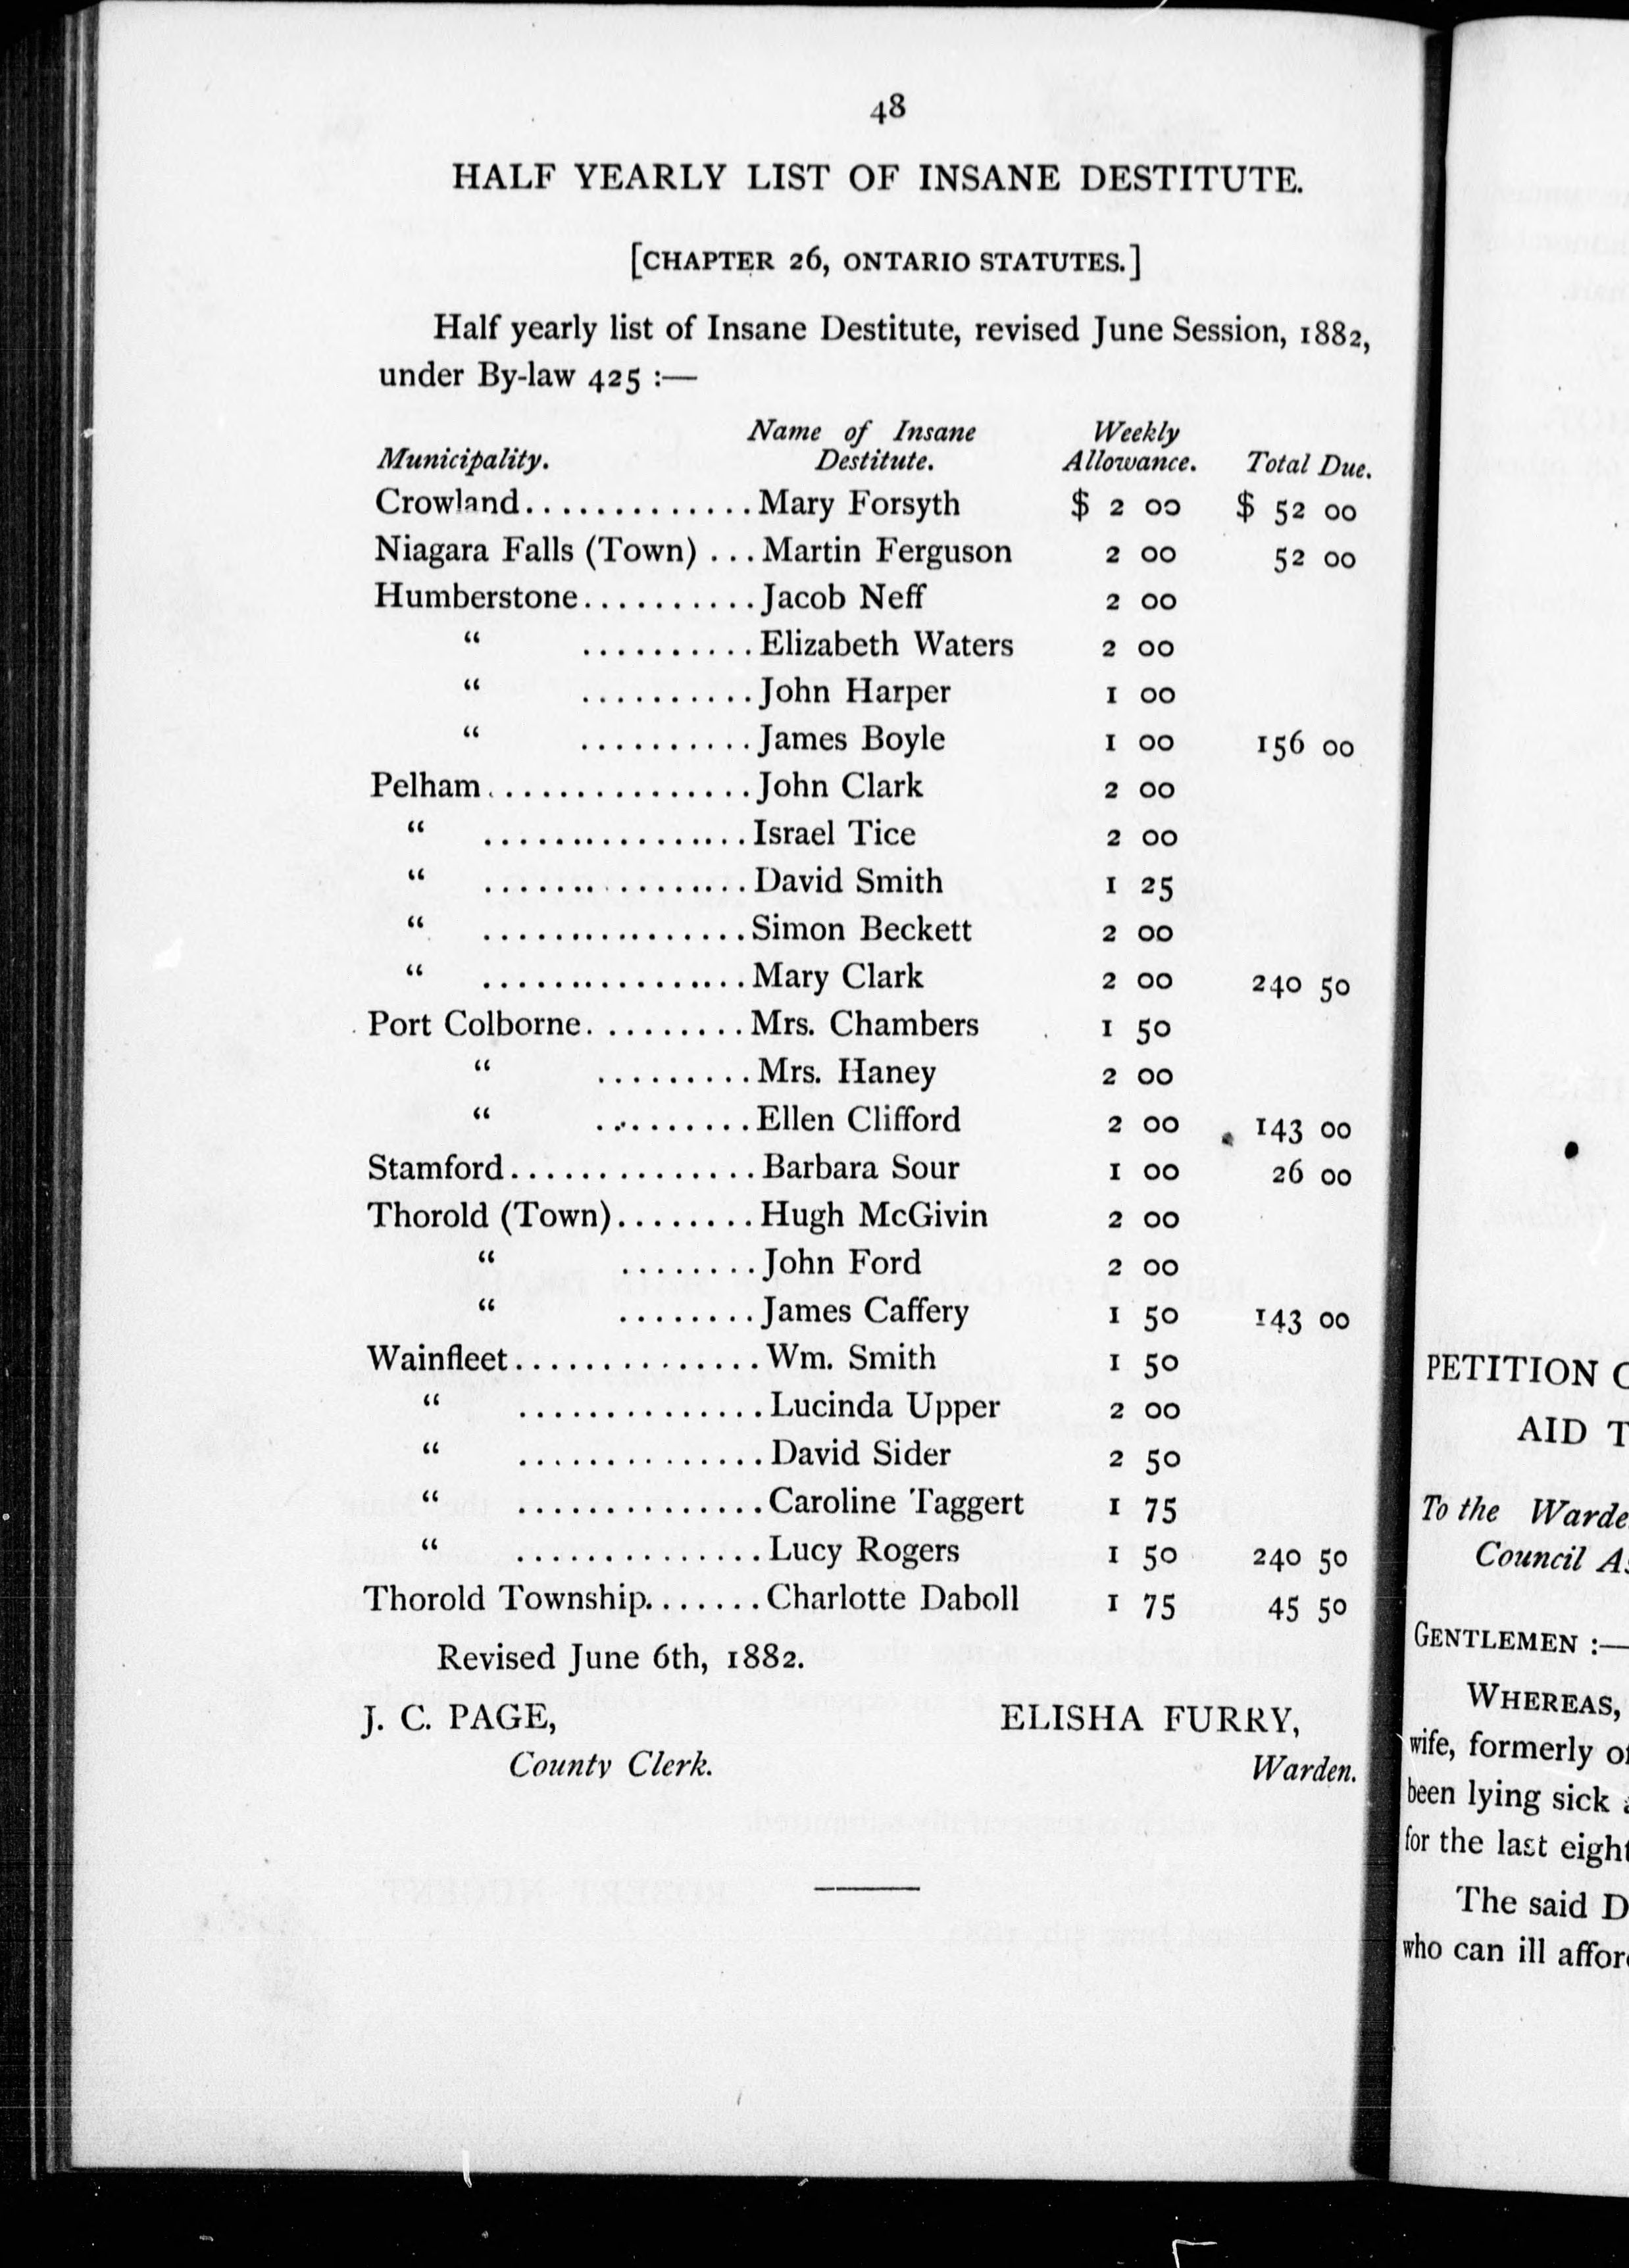 48
HALF YEARLY LIST OF INSANE DESTITUTE.
[CHAPTER 26, ONTARIO STATUTES.]
Half yearly list of Insane Destitute, revised June Session, 1882,
under By-law 425 :—
Municipality. Name of Insane Destitute. Weekly Allowance. Total Due.
Crowland.............Mary Forsyth $ 2 00 $ 52 00
Niagara Falls (Town) ...Martin Ferguson 2 00 52 00
Humberstone..........Jacob Neff 2 00
" ..........Elizabeth Waters 2 00
" ..........John Harper 1 00
" ..........James Boyle 1 00 156 00
Pelham...............John Clark 2 00
" ................Israel Tice 2 00
" ................David Smith 1 25
" ................Simon Beckett 2 00
" ................Mary Clark 2 00 240 50
Port Colborne.........Mrs. Chambers 1 50
" .........Mrs. Haney 2 00
" .........Ellen Clifford 2 00 143 00
Stamford..............Barbara Sour 1 00 26 00
Thorold (Town)........Hugh McGivin 2 00
" ........John Ford 2 00
" ........James Caffery 1 50 143 00
Wainfleet..............Wm. Smith 1 50
" ..............Lucinda Upper 2 00
" ..............David Sider 2 50
" ..............Caroline Taggert 1 75
" ..............Lucy Rogers 1 50 240 50
Thorold Township.......Charlotte Daboll 1 75 45 50
Revised June 6th, 1882.
J. C. PAGE, ELISHA FURRY,
County Clerk. Warden.
PETITION
AID
To the
Council
GENTLEMEN :—
WHEREAS,
wife, formerly
been lying sick
for the last
The said
who can ill